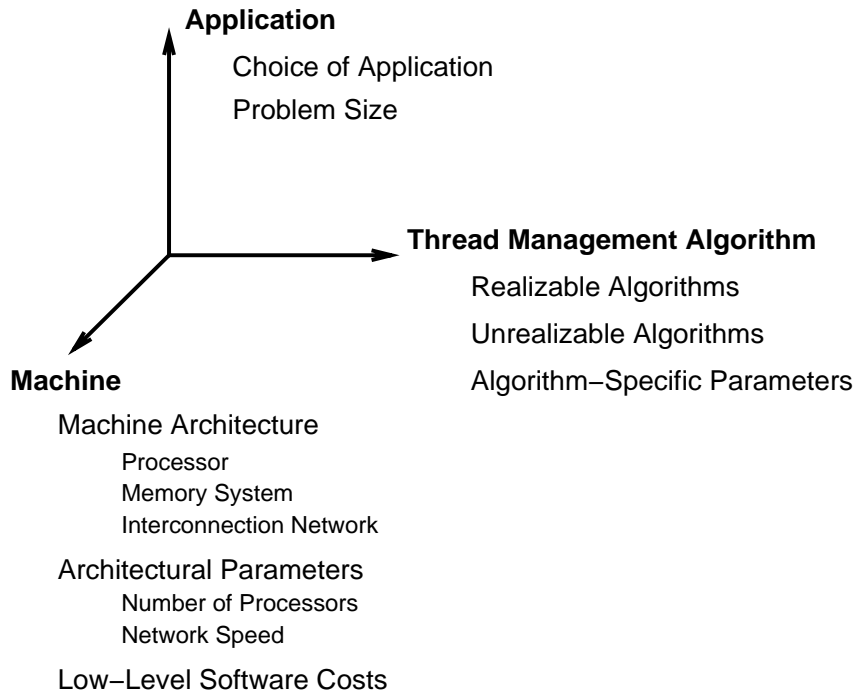 Application
Choice of Application
Problem Size
Thread Management Algorithm
Realizable Algorithms
Unrealizable Algorithms
Algorithm−Specific Parameters
Machine
Machine Architecture
Processor
Memory System
Interconnection Network
Architectural Parameters
Number of Processors
Network Speed
Low−Level Software Costs